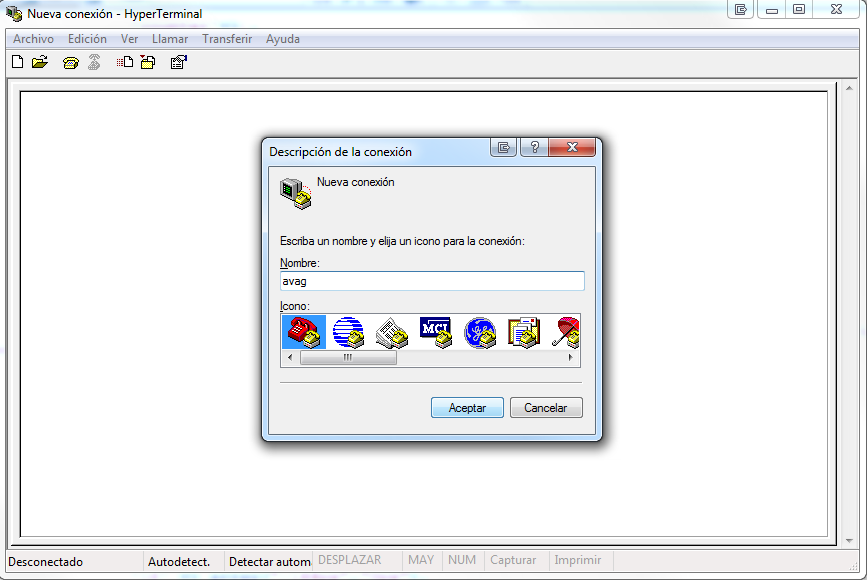 Nueva conexión - HyperTerminal
Archivo Edición Ver Llamar Transferir Ayuda
Descripción de la conexión
?
Nueva conexión
Escriba un nombre y elija un icono para la conexión:
Nombre:
avag
Icono:
MCI
Aceptar Cancelar
Desconectado Autodetect. Detectar autom DESPLAZAR MAY NUM Capturar Imprimir